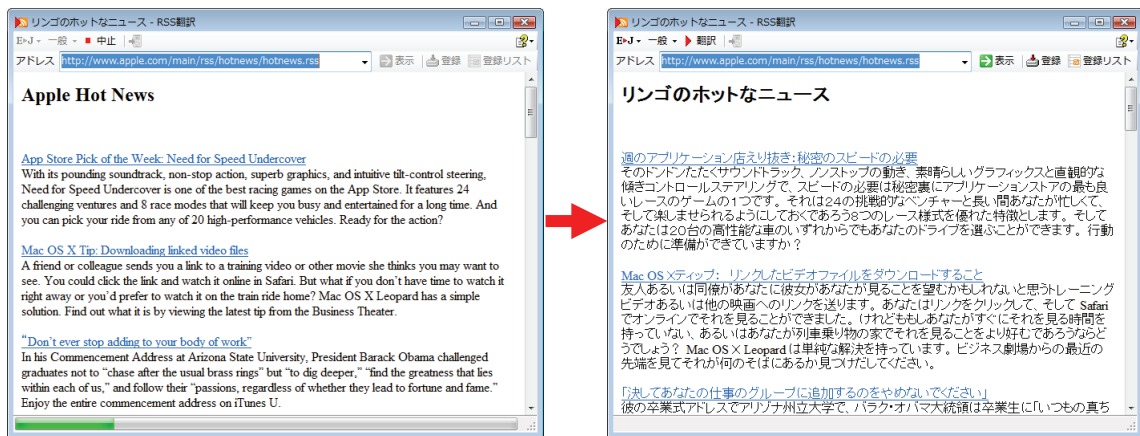 リンゴのホットなニュース - RSS翻訳
E▸J 一般 ■ 中止
アドレス http://www.apple.com/main/rss/hotnews/hotnews.rss 表示 登録 登録リスト
Apple Hot News
App Store Pick of the Week: Need for Speed Undercover
With its pounding soundtrack, non-stop action, superb graphics, and intuitive tilt-control steering,
Need for Speed Undercover is one of the best racing games on the App Store. It features 24
challenging ventures and 8 race modes that will keep you busy and entertained for a long time. And
you can pick your ride from any of 20 high-performance vehicles. Ready for the action?
Mac OS X Tip: Downloading linked video files
A friend or colleague sends you a link to a training video or other movie she thinks you may want to
see. You could click the link and watch it online in Safari. But what if you don't have time to watch it
right away or you'd prefer to watch it on the train ride home? Mac OS X Leopard has a simple
solution. Find out what it is by viewing the latest tip from the Business Theater.
"Don't ever stop adding to your body of work"
In his Commencement Address at Arizona State University, President Barack Obama challenged
graduates not to "chase after the usual brass rings" but "to dig deeper," "find the greatness that lies
within each of us," and follow their "passions, regardless of whether they lead to fortune and fame."
Enjoy the entire commencement address on iTunes U.
リンゴのホットなニュース - RSS翻訳
E▸J 一般 翻訳
アドレス http://www.apple.com/main/rss/hotnews/hotnews.rss 表示 登録 登録リスト
リンゴのホットなニュース
週のアプリケーション店えり抜き:秘密のスピードの必要
そのドンドンたたくサウンドトラック、ノンストップの動き、素晴らしいグラフィックスと直観的な
傾きコントロールステアリングで、スピードの必要は秘密裏にアプリケーションストアの最も良
いレースのゲームの1つです。それは24の挑戦的なベンチャーと長い間あなたが忙しくて、
そして楽しませられるようにしておくであろう8つのレース様式を優れた特徴とします。そして
あなたは20台の高性能な車のいずれからでもあなたのドライブを選ぶことができます。行動
のために準備ができていますか？
Mac OS Xティップ: リンクしたビデオファイルをダウンロードすること
友人あるいは同僚があなたに彼女があなたが見ることを望むかもしれないと思うトレーニング
ビデオあるいは他の映画へのリンクを送ります。あなたはリンクをクリックして、そして Safari
でオンラインでそれを見ることができました。けれどももしあなたがすぐにそれを見る時間を
持っていない、あるいはあなたが列車乗り物の家でそれを見ることをより好むであろうならど
うでしょう？ Mac OS X Leopard は単純な解決を持っています。ビジネス劇場からの最近の
先端を見てそれが何のそばにあるか見つけだしてください。
「決してあなたの仕事のグループに追加するのをやめないでください」
彼の卒業式アドレスでアリゾナ州立大学で、バラク・オバマ大統領は卒業生に「いつもの真ち